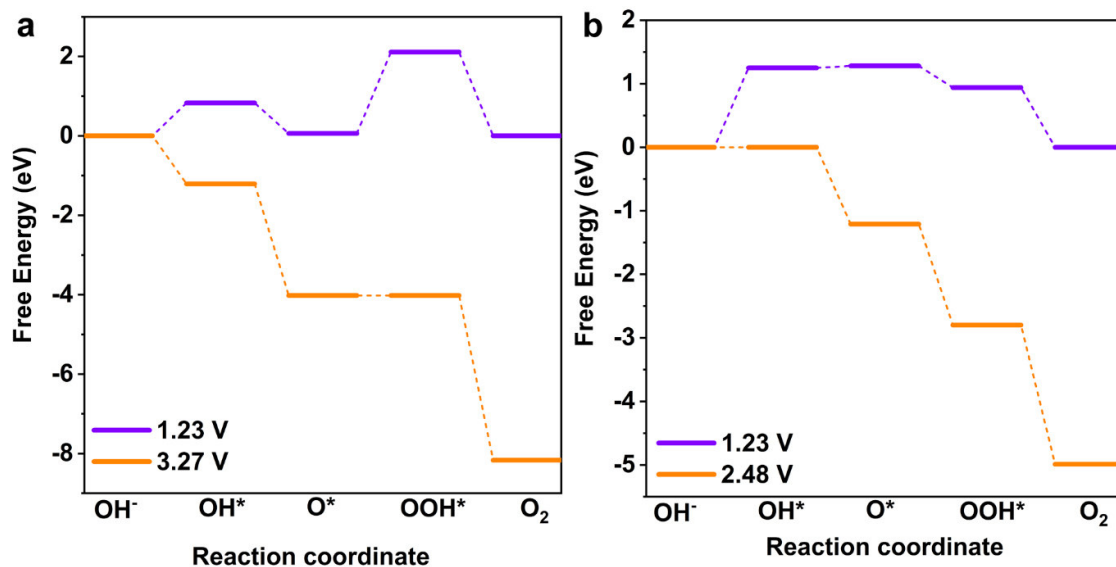 a
Free Energy (eV)
2
0
-2
-4
-6
-8
1.23 V
3.27 V
OH⁻
OH*
O*
OOH*
O₂
Reaction coordinate
b
Free Energy (eV)
2
1
0
-1
-2
-3
-4
-5
1.23 V
2.48 V
OH⁻
OH*
O*
OOH*
O₂
Reaction coordinate